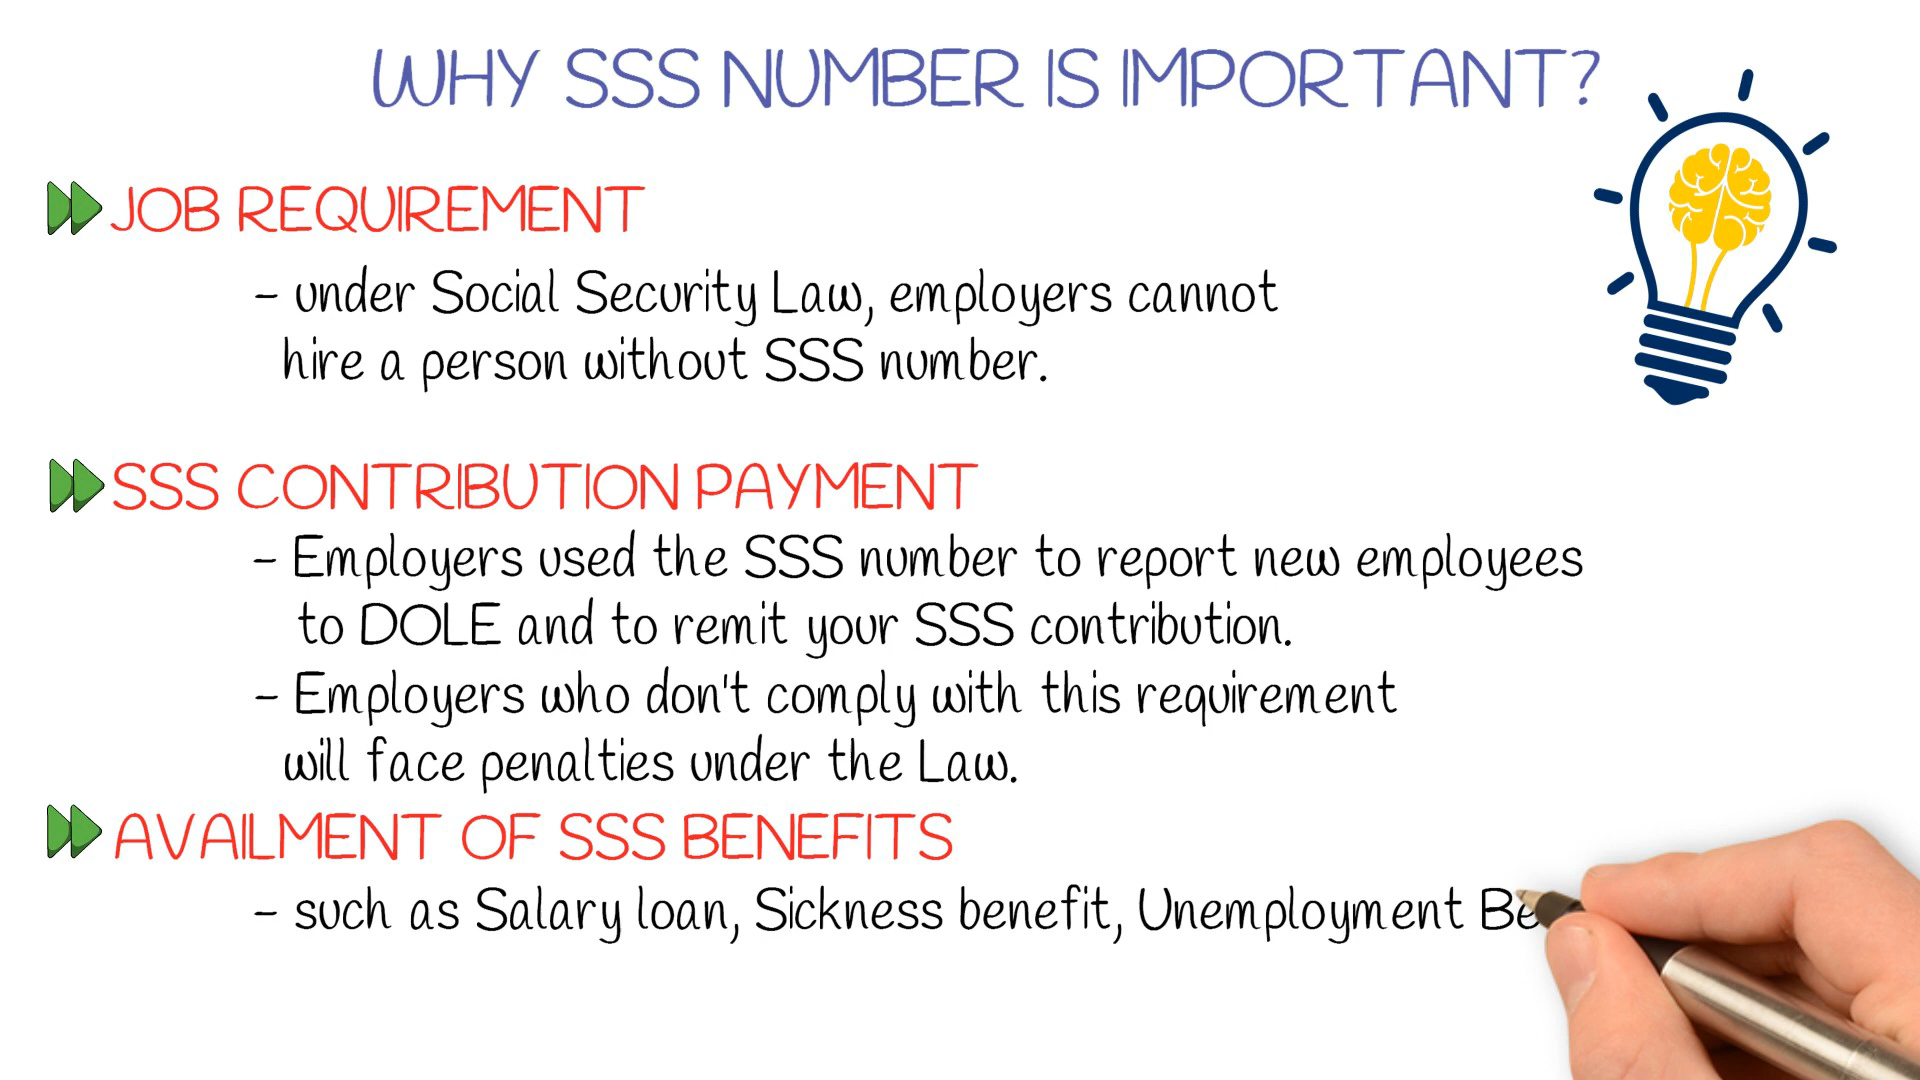 WHY SSS NUMBER IS IMPORTANT?
JOB REQUIREMENT
- under Social Security Law, employers cannot
hire a person without SSS number.
SSS CONTRIBUTION PAYMENT
- Employers used the SSS number to report new employees
to DOLE and to remit your SSS contribution.
- Employers who don't comply with this requirement
will face penalties under the Law.
AVAILMENT OF SSS BENEFITS
- such as Salary loan, Sickness benefit, Unemployment Be